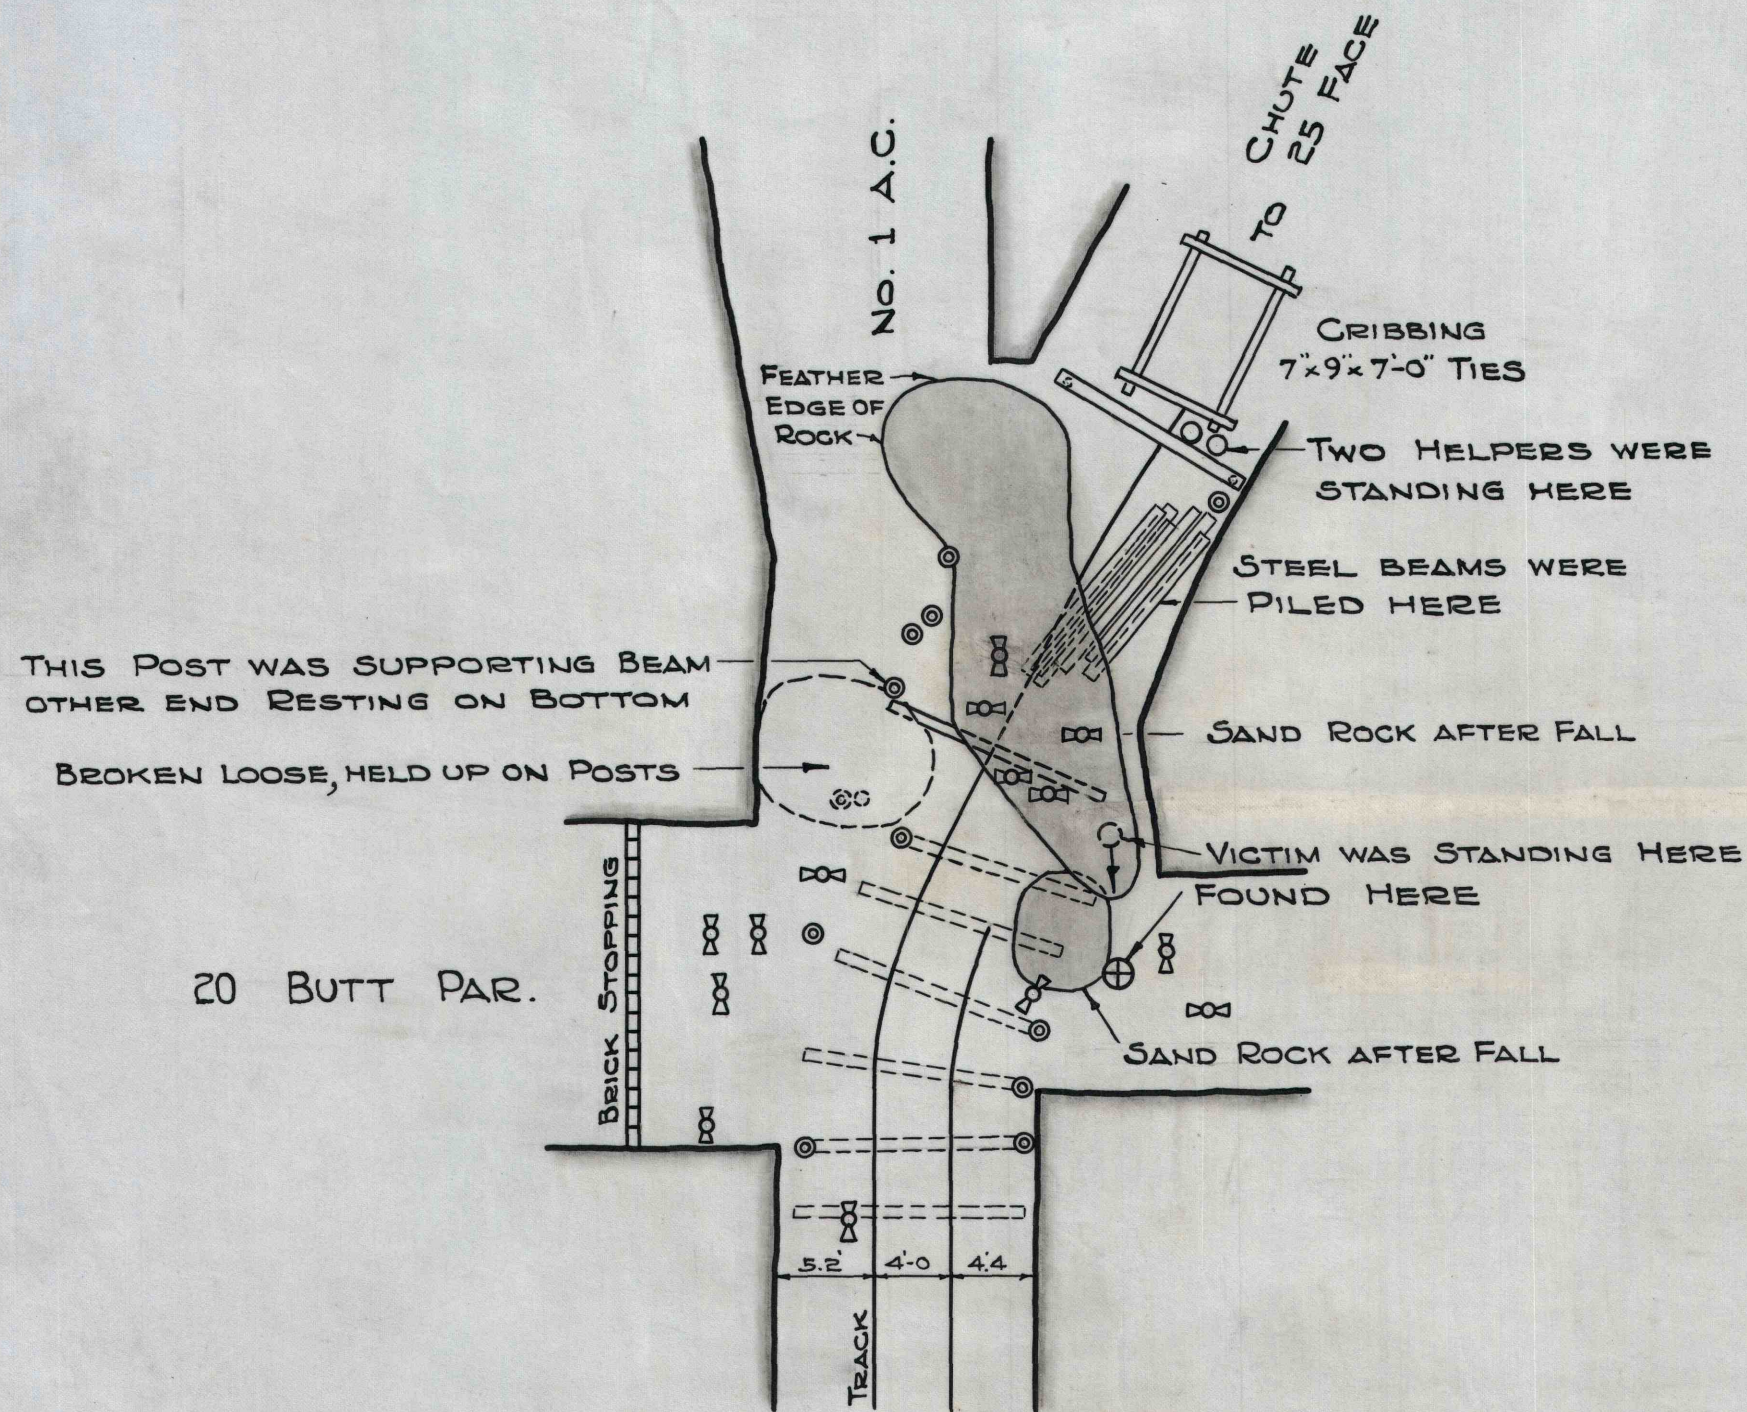 CHUTE
TO 25 FACE
No. 1 A.C.
CRIBBING
7"x9"x7'-0" TIES
FEATHER
EDGE OF
ROCK
TWO HELPERS WERE
STANDING HERE
STEEL BEAMS WERE
PILED HERE
THIS POST WAS SUPPORTING BEAM
OTHER END RESTING ON BOTTOM
SAND ROCK AFTER FALL
BROKEN LOOSE, HELD UP ON POSTS
VICTIM WAS STANDING HERE
FOUND HERE
BRICK STOPPING
20 BUTT PAR.
SAND ROCK AFTER FALL
5.2' 4'-0 4'.4
TRACK